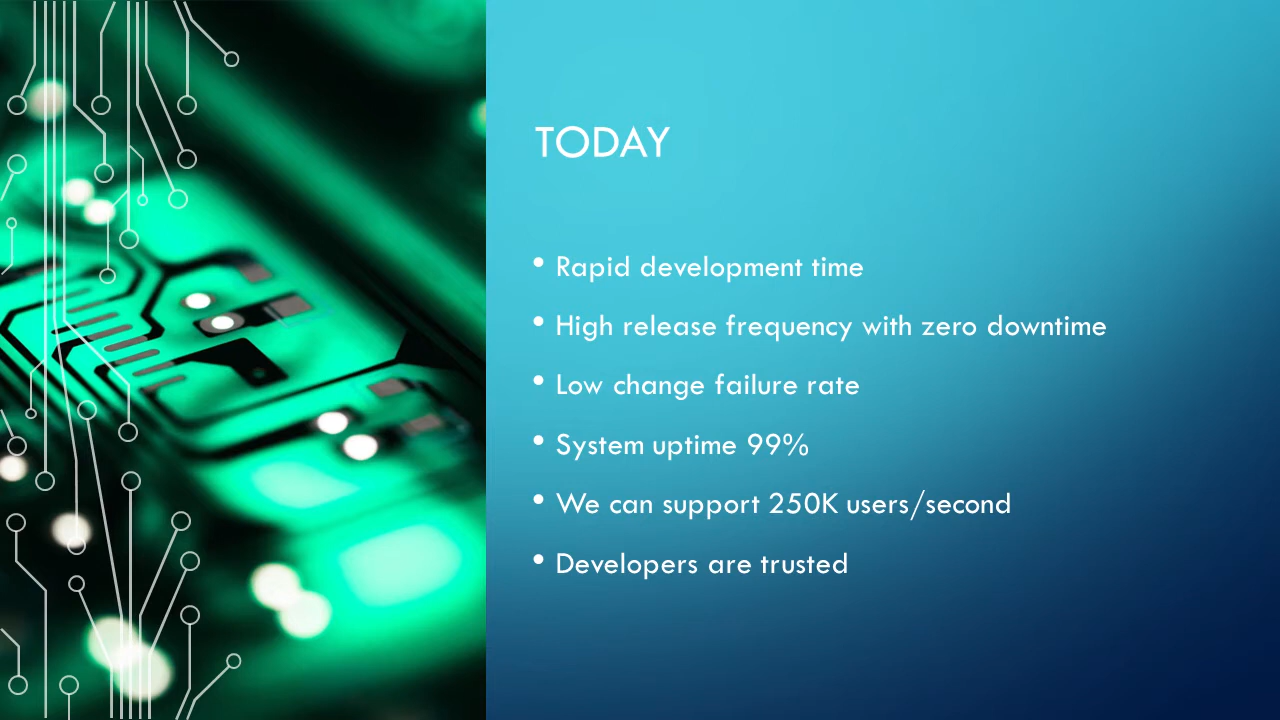 TODAY
• Rapid development time
• High release frequency with zero downtime
• Low change failure rate
• System uptime 99%
• We can support 250K users/second
• Developers are trusted